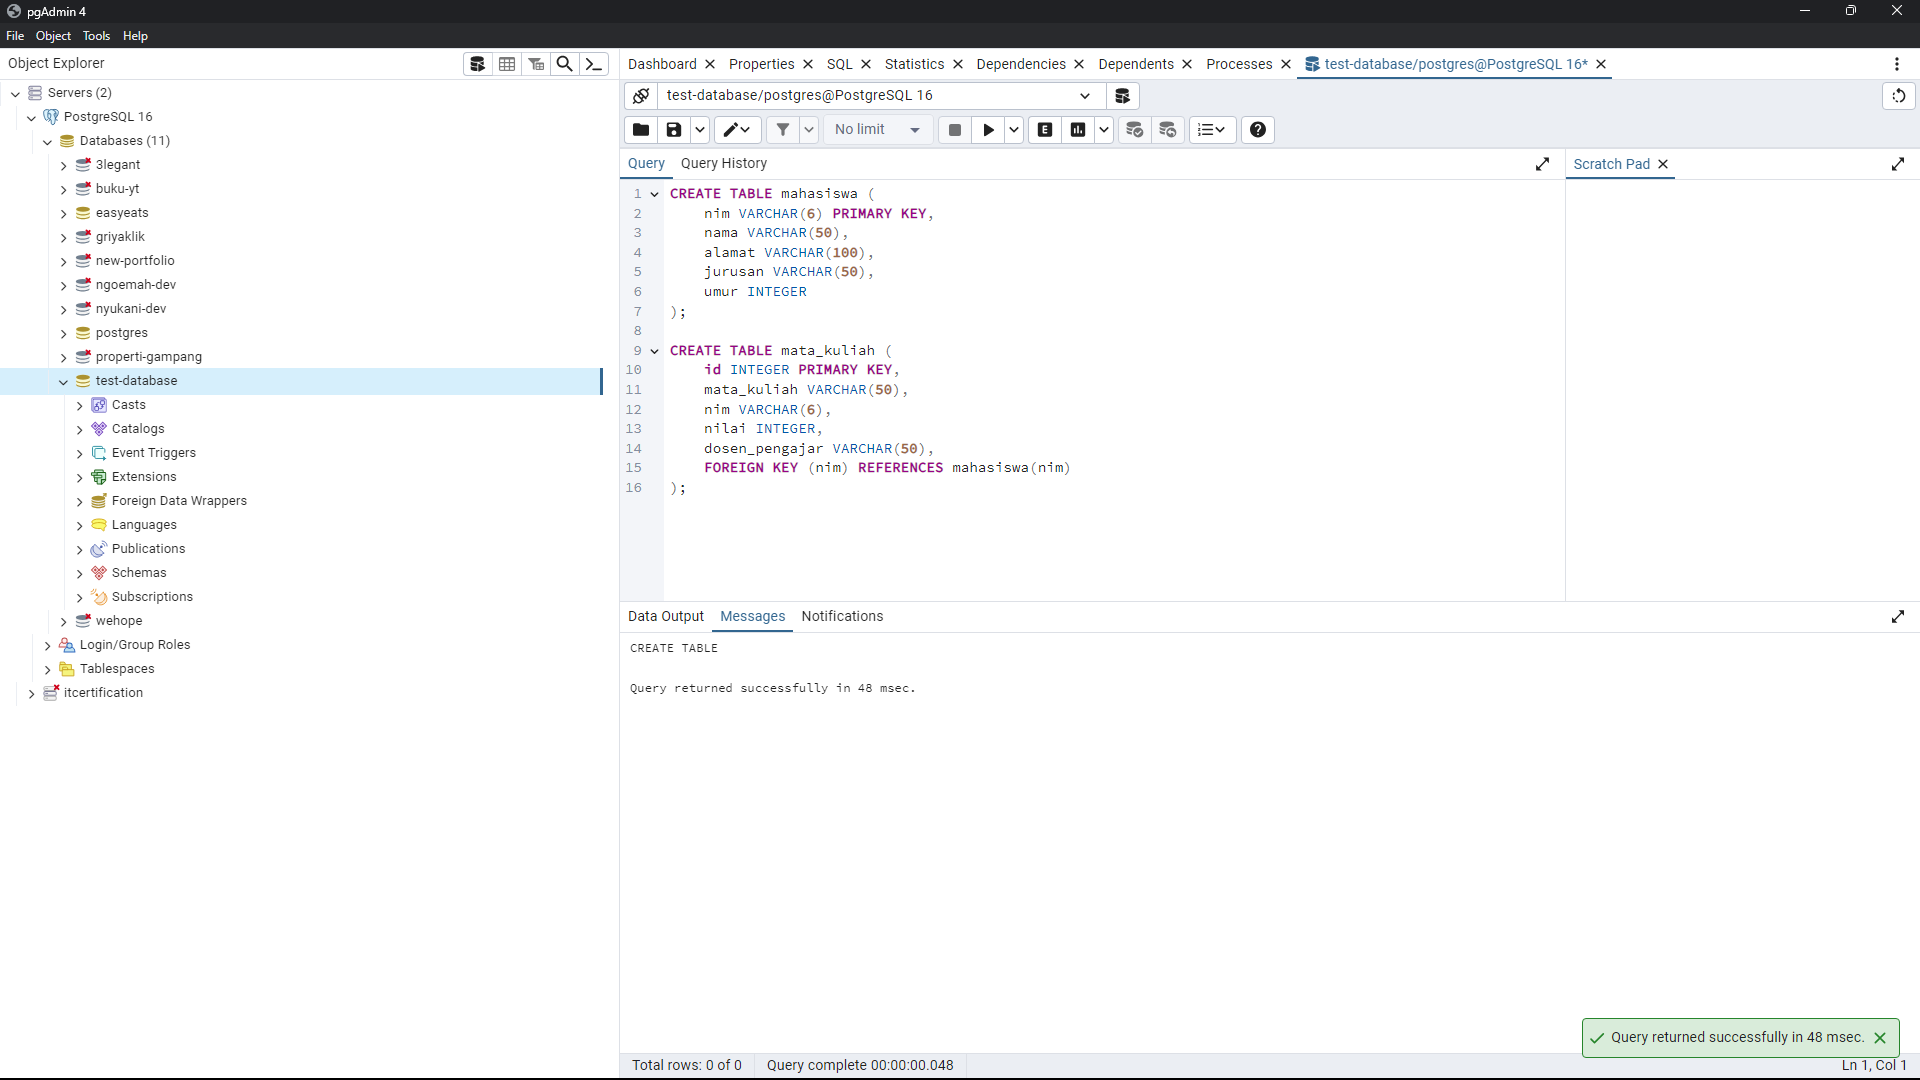 pgAdmin 4
File Object Tools Help
Object Explorer
Servers (2)
PostgreSQL 16
Databases (11)
3legant
buku-yt
easyeats
griyaklik
new-portfolio
ngoemah-dev
nyukani-dev
postgres
properti-gampang
test-database
Casts
Catalogs
Event Triggers
Extensions
Foreign Data Wrappers
Languages
Publications
Schemas
Subscriptions
wehope
Login/Group Roles
Tablespaces
itcertification
Dashboard Properties SQL Statistics Dependencies Dependents Processes test-database/postgres@PostgreSQL 16*
test-database/postgres@PostgreSQL 16
No limit E
Query Query History
1 CREATE TABLE mahasiswa (
2 nim VARCHAR(6) PRIMARY KEY,
3 nama VARCHAR(50),
4 alamat VARCHAR(100),
5 jurusan VARCHAR(50),
6 umur INTEGER
7 );
8
9 CREATE TABLE mata_kuliah (
10 id INTEGER PRIMARY KEY,
11 mata_kuliah VARCHAR(50),
12 nim VARCHAR(6),
13 nilai INTEGER,
14 dosen_pengajar VARCHAR(50),
15 FOREIGN KEY (nim) REFERENCES mahasiswa(nim)
16 );
Scratch Pad
Data Output Messages Notifications
CREATE TABLE
Query returned successfully in 48 msec.
Query returned successfully in 48 msec.
Total rows: 0 of 0 Query complete 00:00:00.048 Ln 1, Col 1